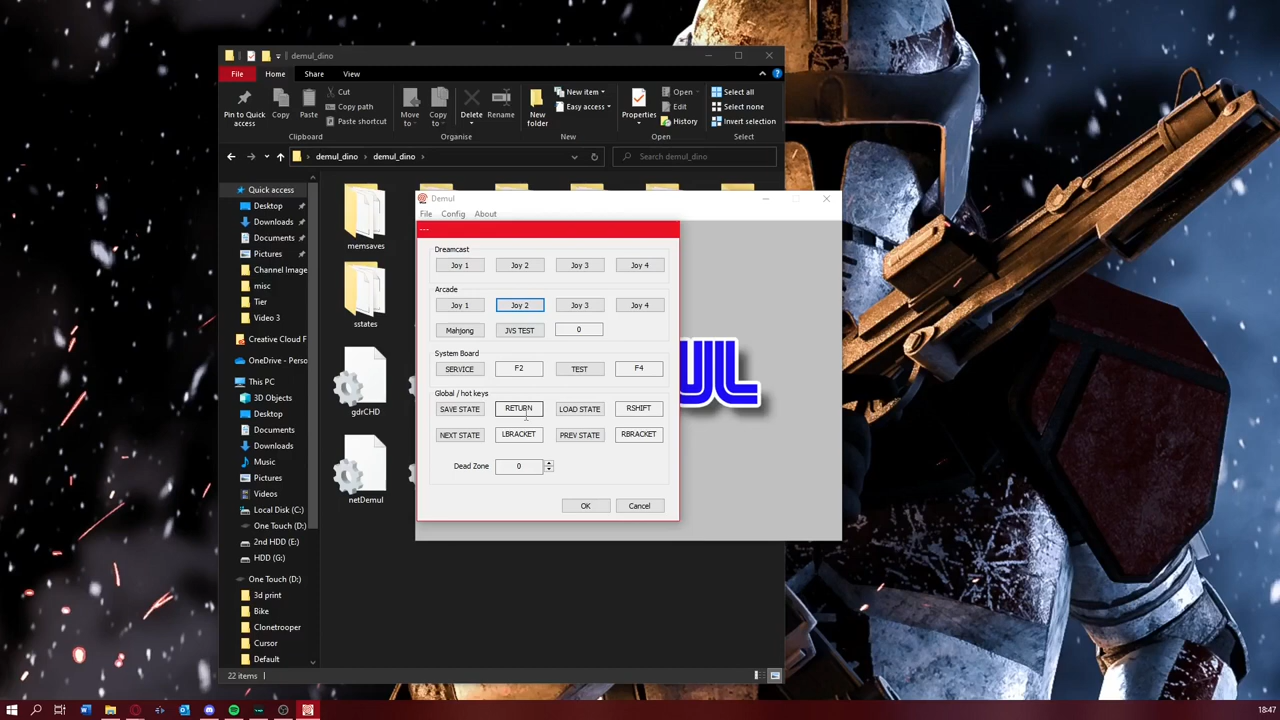 demul_dino
File Home Share View
Pin to Quick access
Copy
Paste
Cut
Copy path
Paste shortcut
Clipboard
Move to
Copy to
Delete
Rename
Organise
New folder
New item
Easy access
New
Properties
Open
Edit
History
Open
Select all
Select none
Invert selection
Select
demul_dino > demul_dino >
Search demul_dino
Quick access
Desktop
Downloads
Documents
Pictures
Channel Image
misc
Tier
Video 3
Creative Cloud F
OneDrive - Perso
This PC
3D Objects
Desktop
Documents
Downloads
Music
Pictures
Videos
Local Disk (C:)
One Touch (D:)
2nd HDD (E:)
HDD (G:)
One Touch (D:)
3d print
Bike
Clonetrooper
Cursor
Default
memsaves
sstates
gdrCHD
netDemul
22 items
Demul
File Config About
---
Dreamcast
Joy 1 Joy 2 Joy 3 Joy 4
Arcade
Joy 1 Joy 2 Joy 3 Joy 4
Mahjong JVS TEST 0
System Board
SERVICE F2 TEST F4
Global / hot keys
SAVE STATE RETURN LOAD STATE RSHIFT
NEXT STATE LBRACKET PREV STATE RBRACKET
Dead Zone 0
OK Cancel
UL
18:47